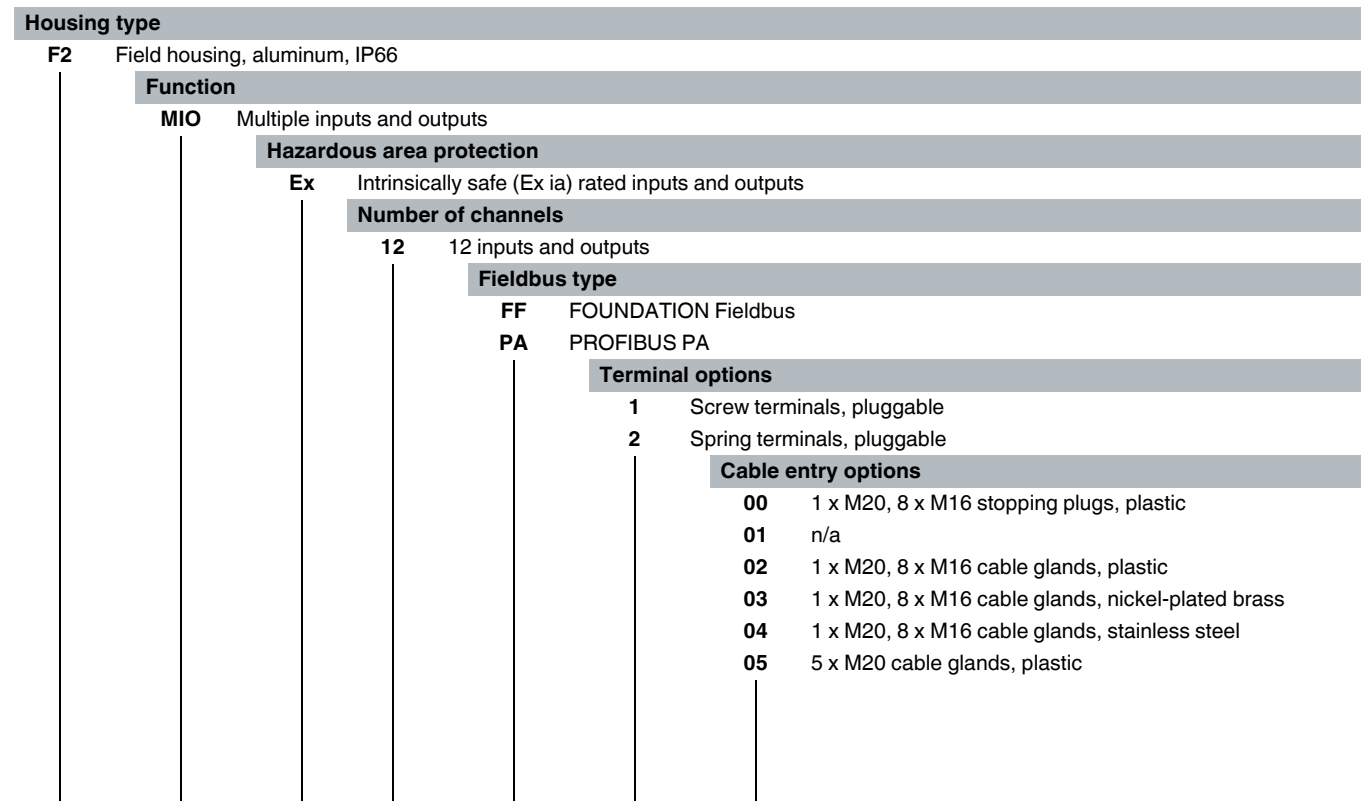 Housing type
F2 Field housing, aluminum, IP66
Function
MIO Multiple inputs and outputs
Hazardous area protection
Ex Intrinsically safe (Ex ia) rated inputs and outputs
Number of channels
12 12 inputs and outputs
Fieldbus type
FF FOUNDATION Fieldbus
PA PROFIBUS PA
Terminal options
1 Screw terminals, pluggable
2 Spring terminals, pluggable
Cable entry options
00 1 x M20, 8 x M16 stopping plugs, plastic
01 n/a
02 1 x M20, 8 x M16 cable glands, plastic
03 1 x M20, 8 x M16 cable glands, nickel-plated brass
04 1 x M20, 8 x M16 cable glands, stainless steel
05 5 x M20 cable glands, plastic